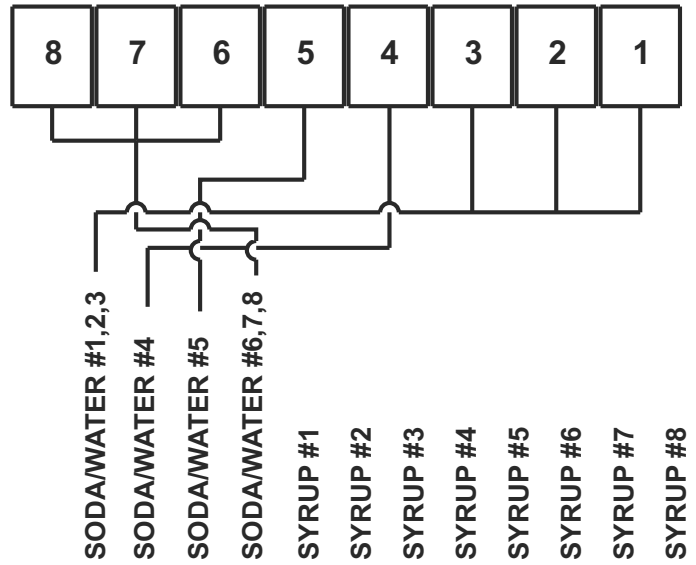 8 7 6 5 4 3 2 1
SODA/WATER #1,2,3
SODA/WATER #4
SODA/WATER #5
SODA/WATER #6,7,8
SYRUP #1
SYRUP #2
SYRUP #3
SYRUP #4
SYRUP #5
SYRUP #6
SYRUP #7
SYRUP #8